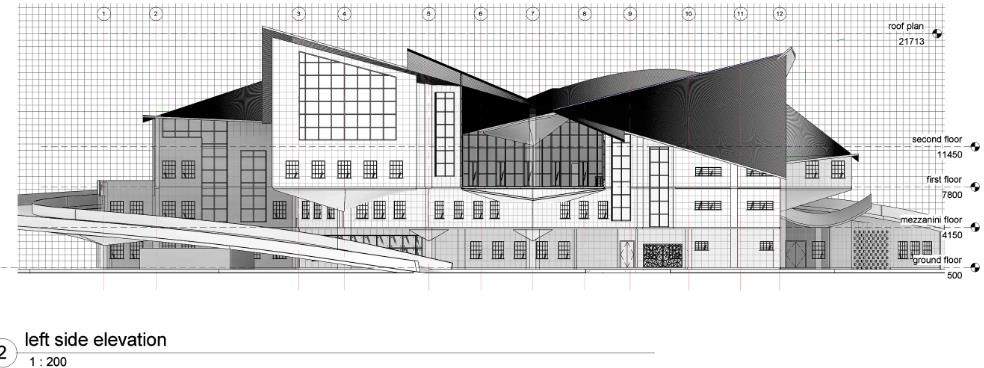 1 2 3 4 5 6 7 8 9 10 11 12
roof plan
21713
second floor
11450
first floor
7800
mezzanini floor
4150
ground floor
500
2 left side elevation
1 : 200